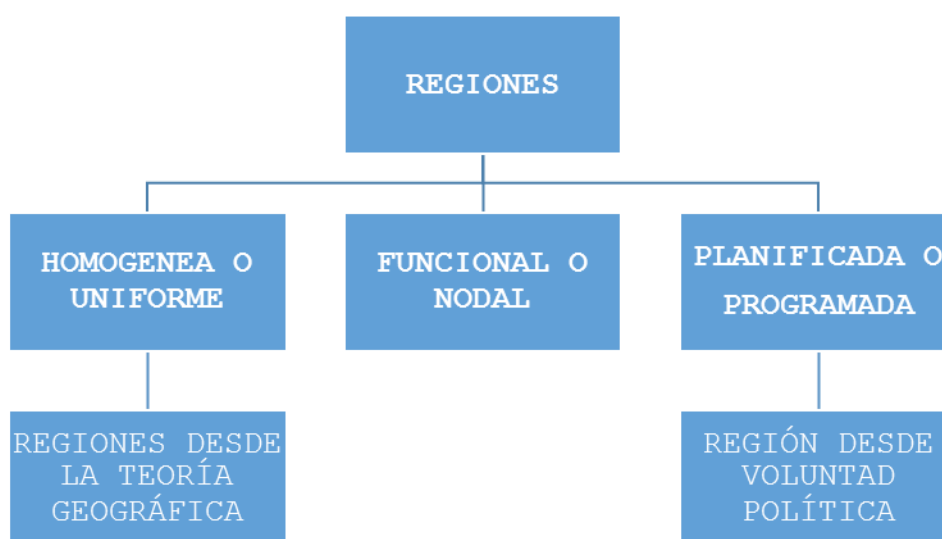 REGIONES
HOMOGENEA O
UNIFORME
FUNCIONAL O
NODAL
PLANIFICADA O
PROGRAMADA
REGIONES DESDE
LA TEORÍA
GEOGRÁFICA
REGIÓN DESDE
VOLUNTAD
POLÍTICA